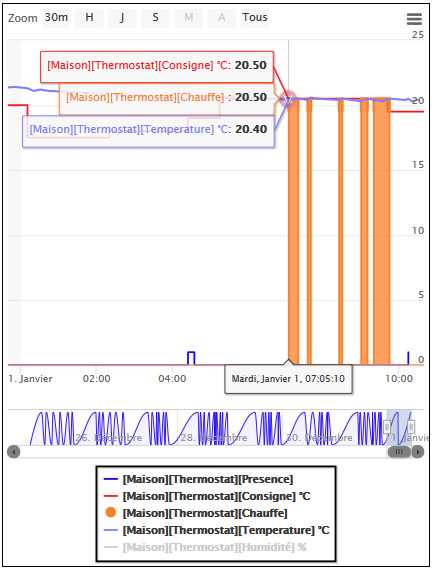 Zoom 30m H J S M A Tous
25
[Maison][Thermostat][Consigne] °C: 20.50
[Maison][Thermostat][Chauffe] : 20.50
20
[Maison][Thermostat][Temperature] °C: 20.40
15
10
5
0
Mardi, Janvier 1, 07:05:10
1. Janvier 02:00 04:00 10:00
26. Décembre 28. Décembre 30. Décembre 1. Janvier
[Maison][Thermostat][Presence]
[Maison][Thermostat][Consigne] °C
[Maison][Thermostat][Chauffe]
[Maison][Thermostat][Temperature] °C
[Maison][Thermostat][Humidité] %